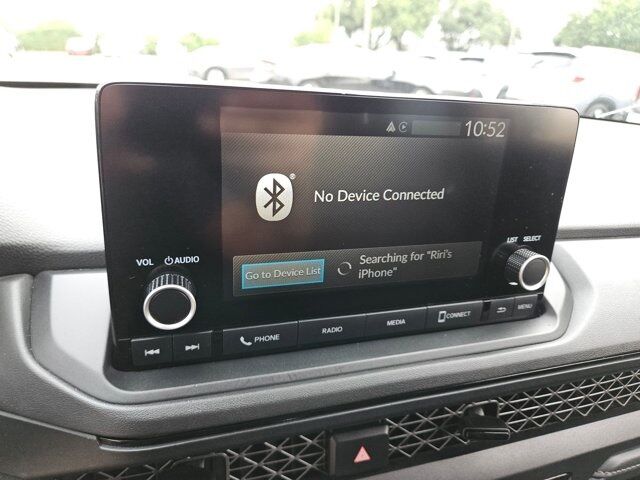 10:52
No Device Connected
Go to Device List
Searching for "Riri's
iPhone"
VOL AUDIO
LIST SELECT
PHONE
RADIO
MEDIA
CONNECT
MENU